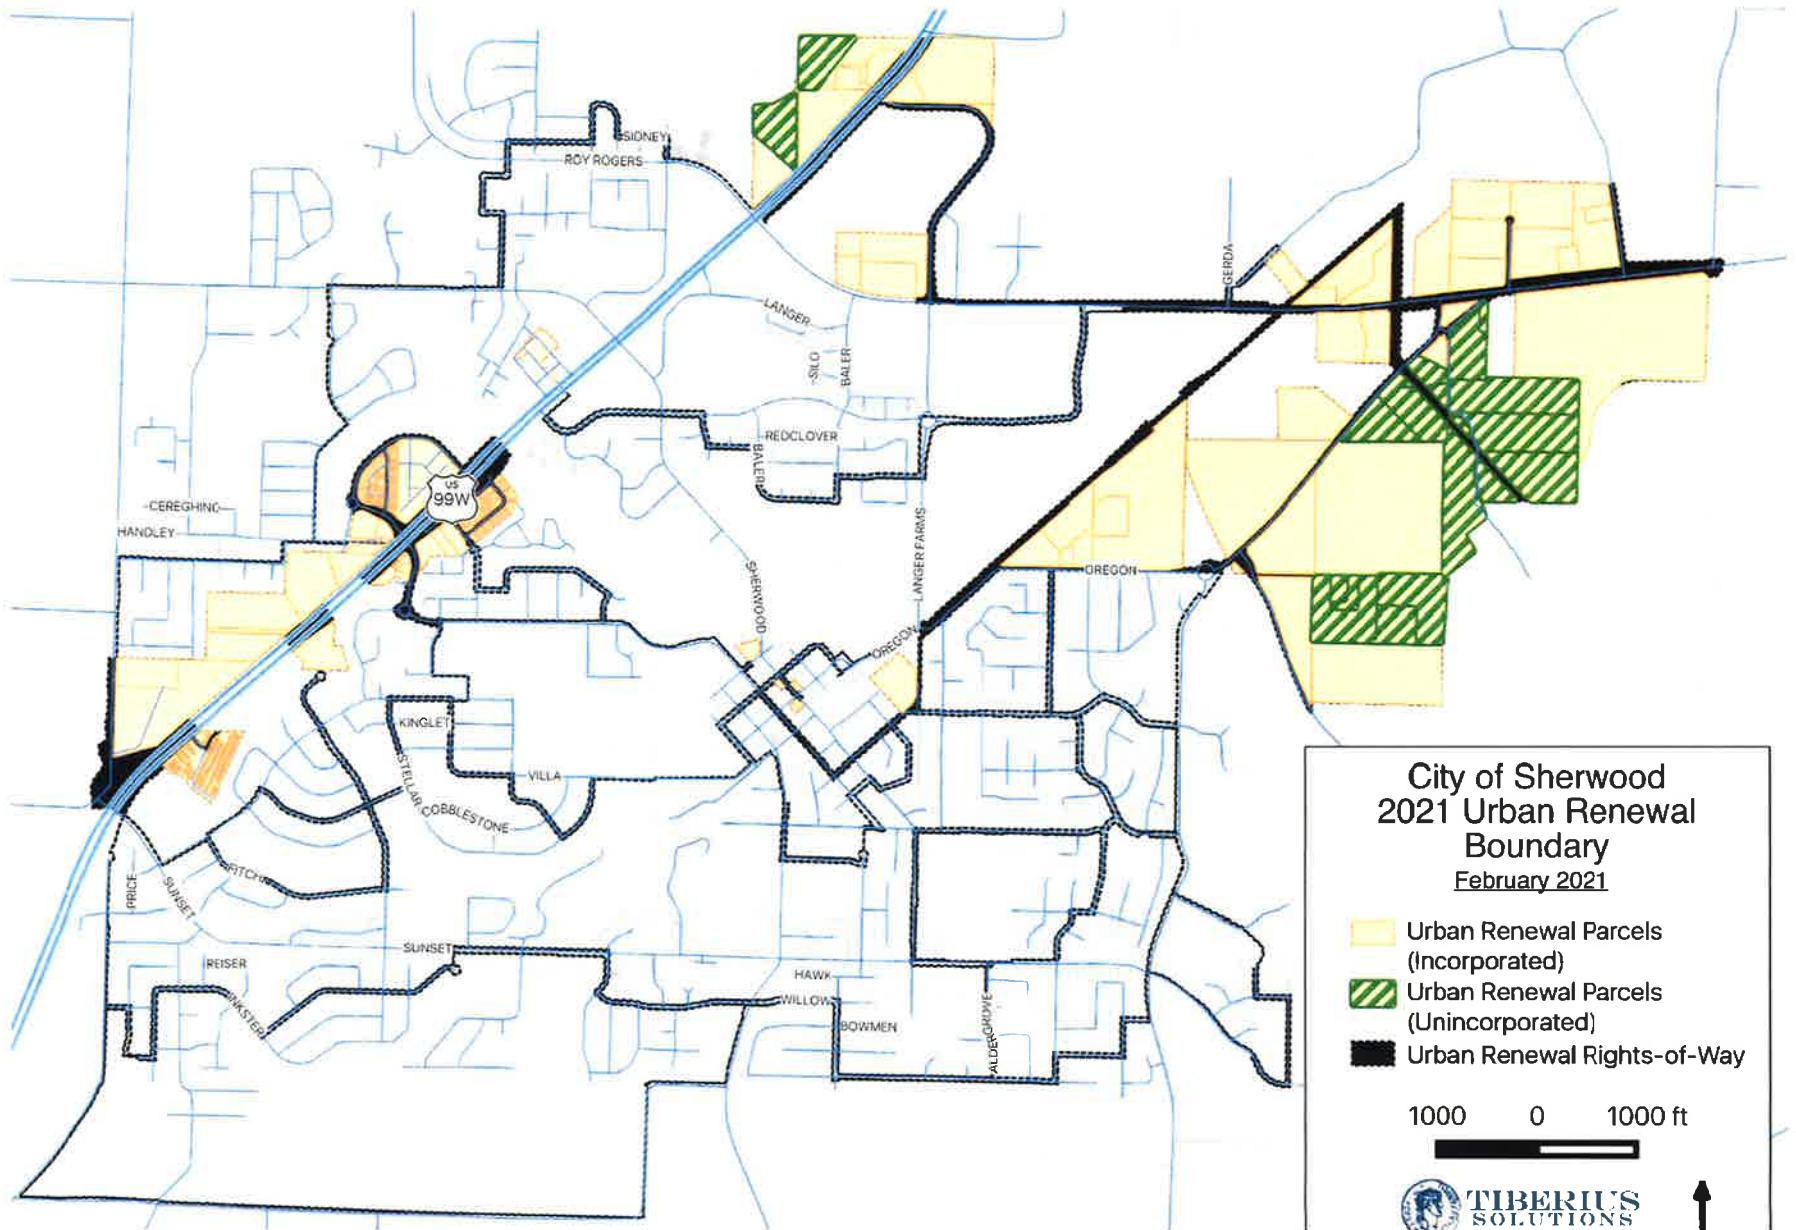 SIDNEY
ROY ROGERS
GERDA
LANGER
SILO
BALER
REDCLOVER
BALER
US
99W
CEREGHINO
HANDLEY
LANGER FARMS
SHERWOOD
OREGON
OREGON
KINGLET
STELLAR
VILLA
COBBLESTONE
PRICE
SUNSET
SUNSET
REISER
INKSTER
HAWK
WILLOW
BOWMEN
ALDERGROVE
City of Sherwood
2021 Urban Renewal
Boundary
February 2021
Urban Renewal Parcels
(Incorporated)
Urban Renewal Parcels
(Unincorporated)
Urban Renewal Rights-of-Way
1000 0 1000 ft
TIBERIUS
SOLUTIONS